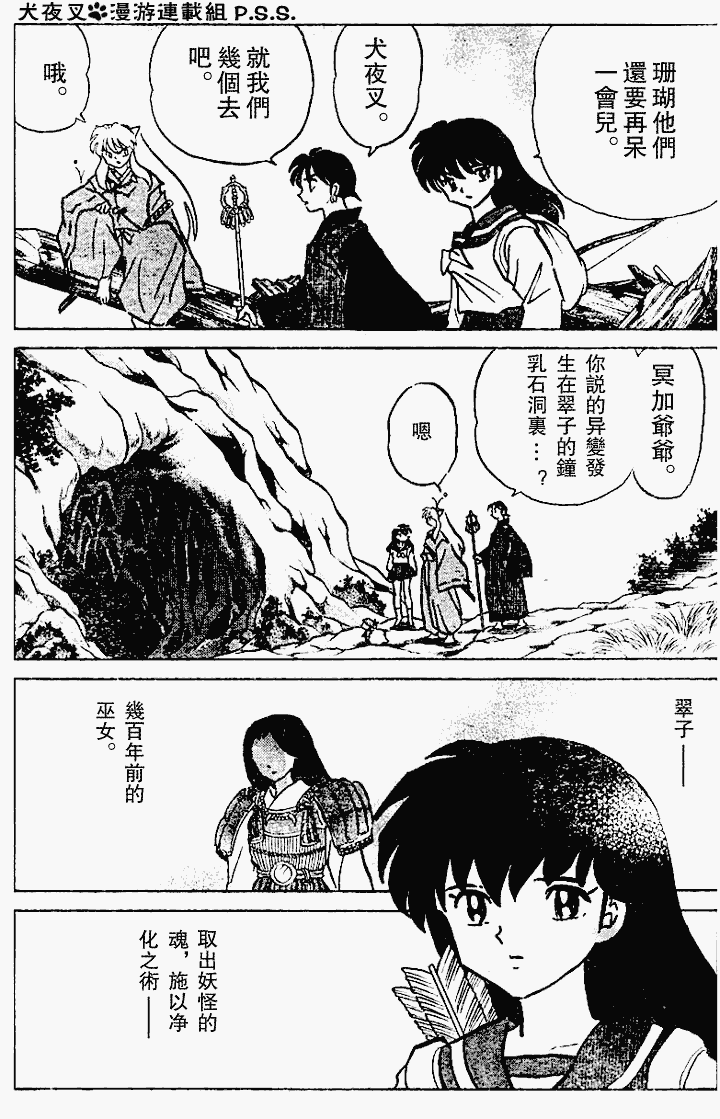 犬夜叉🐾漫游連載組 P.S.S.
珊瑚他們
還要再呆
一會兒。
犬夜叉。
就我們
幾個去
吧。
哦。
冥加爺爺。
你説的异變發
生在翠子的鐘
乳石洞裏…?
嗯
翠子——
幾百年前的
巫女。
取出妖怪的
魂，施以净
化之術——